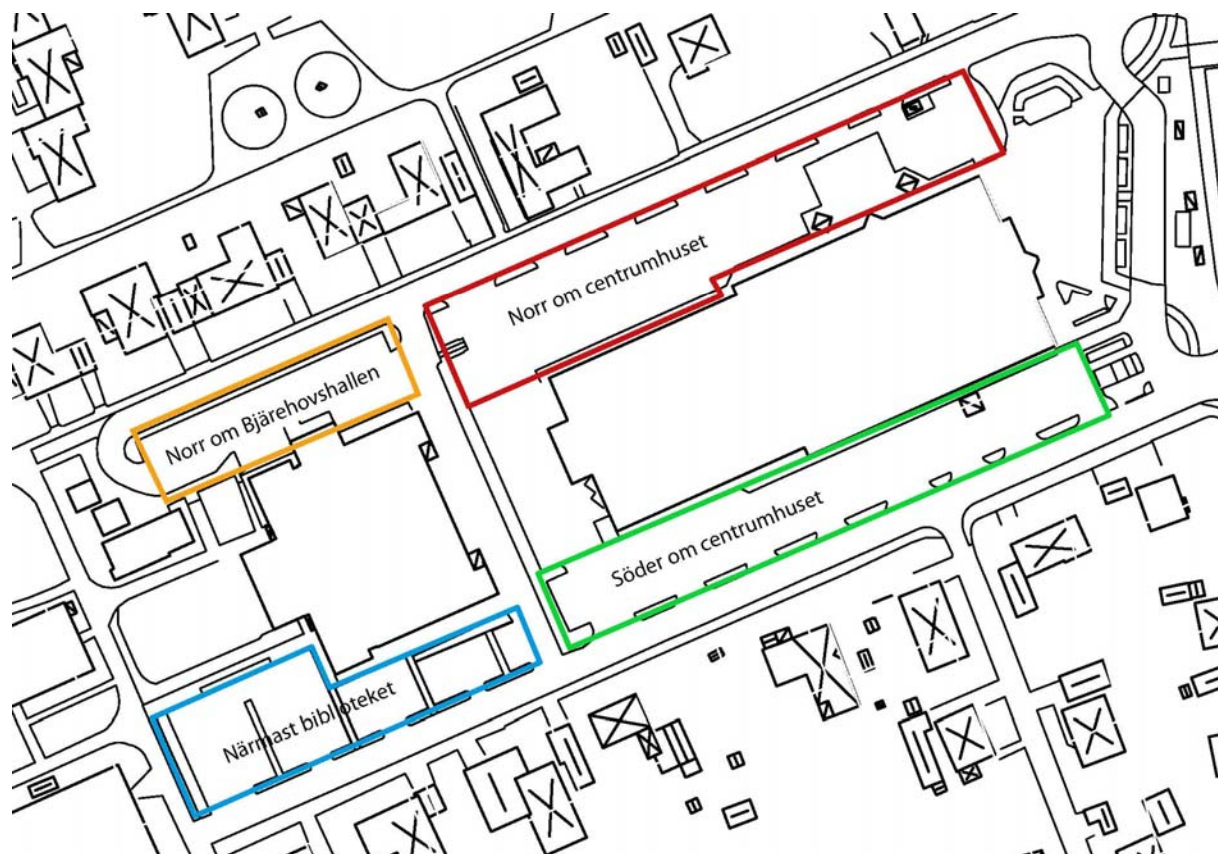 Norr om centrumhuset
Norr om Bjärehovshallen
Söder om centrumhuset
Närmast biblioteket